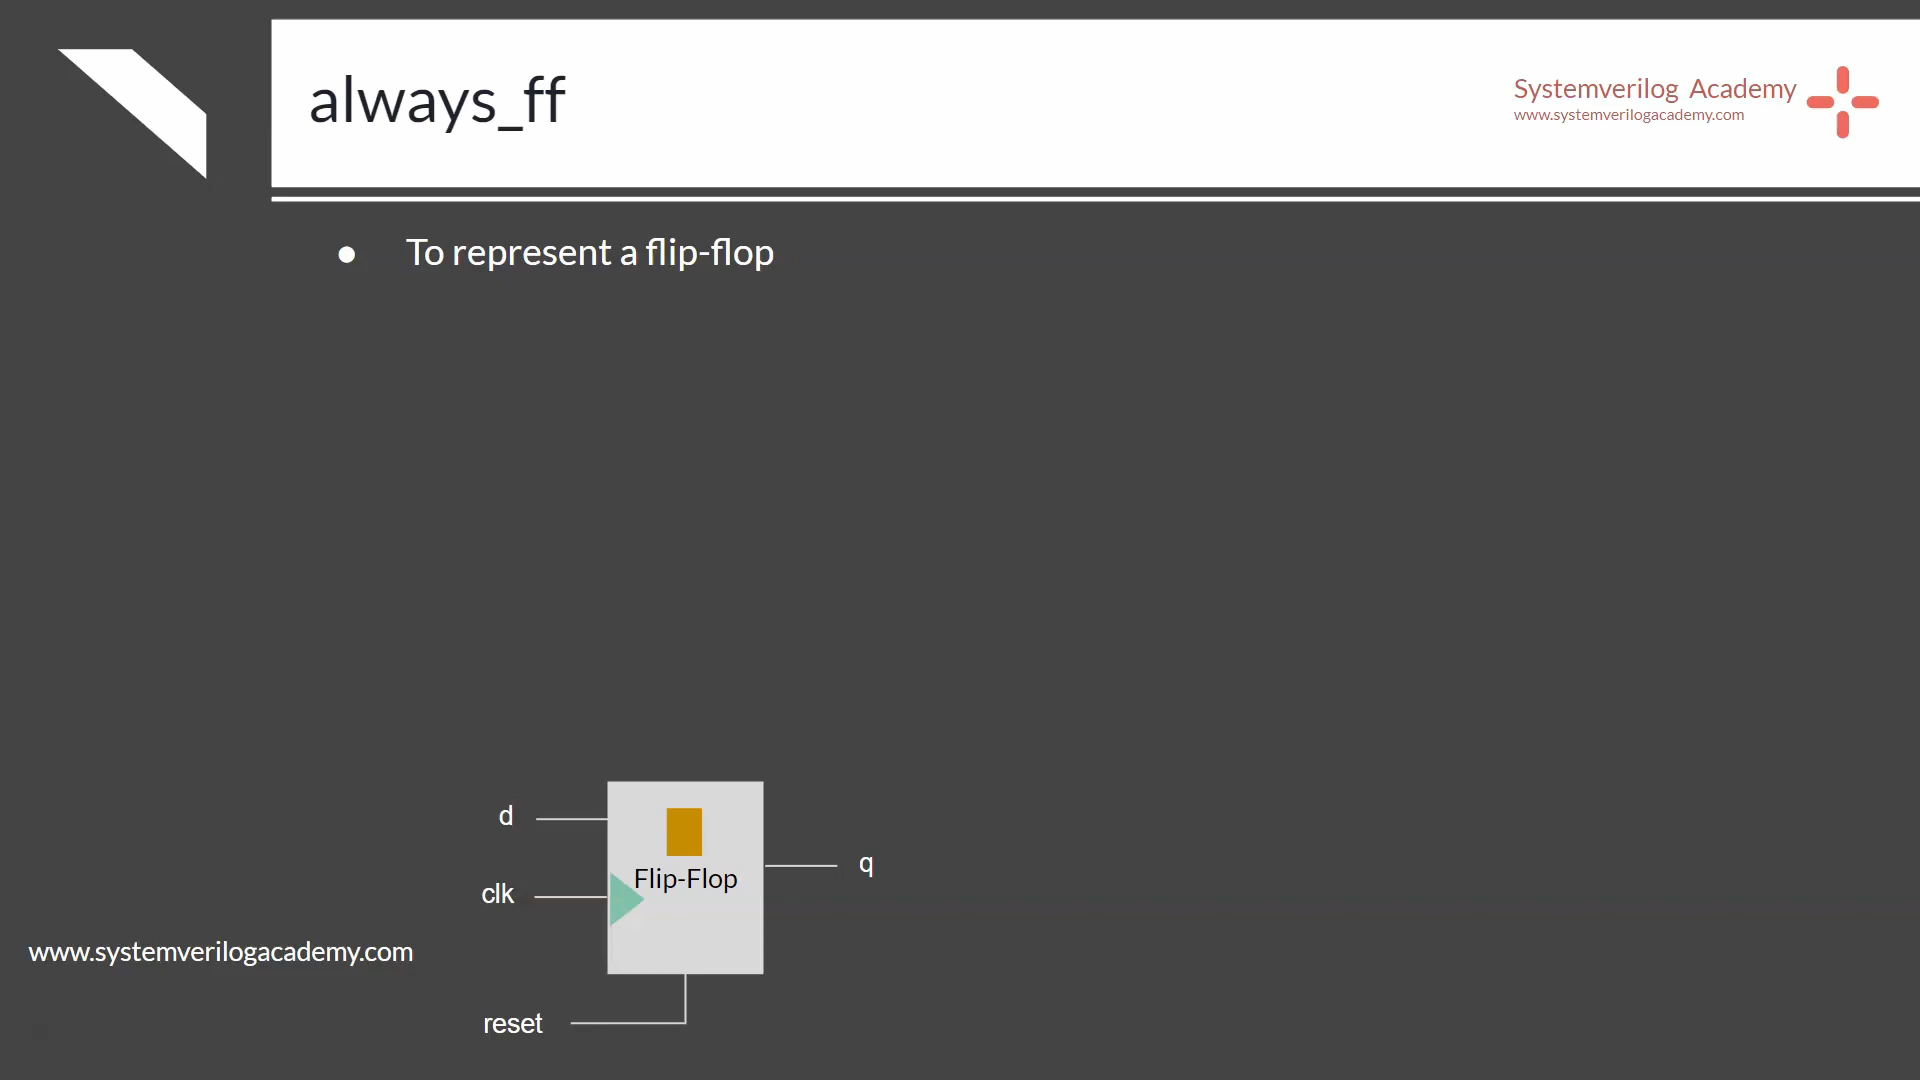 always_ff
Systemverilog Academy
www.systemverilogacademy.com
● To represent a flip-flop
d
Flip-Flop
q
clk
www.systemverilogacademy.com
reset